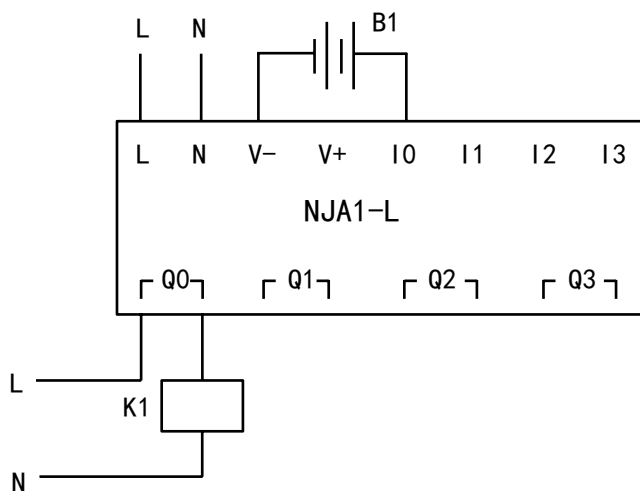 B1
L N
L N V- V+ I0 I1 I2 I3
NJA1-L
Q0 Q1 Q2 Q3
L
K1
N